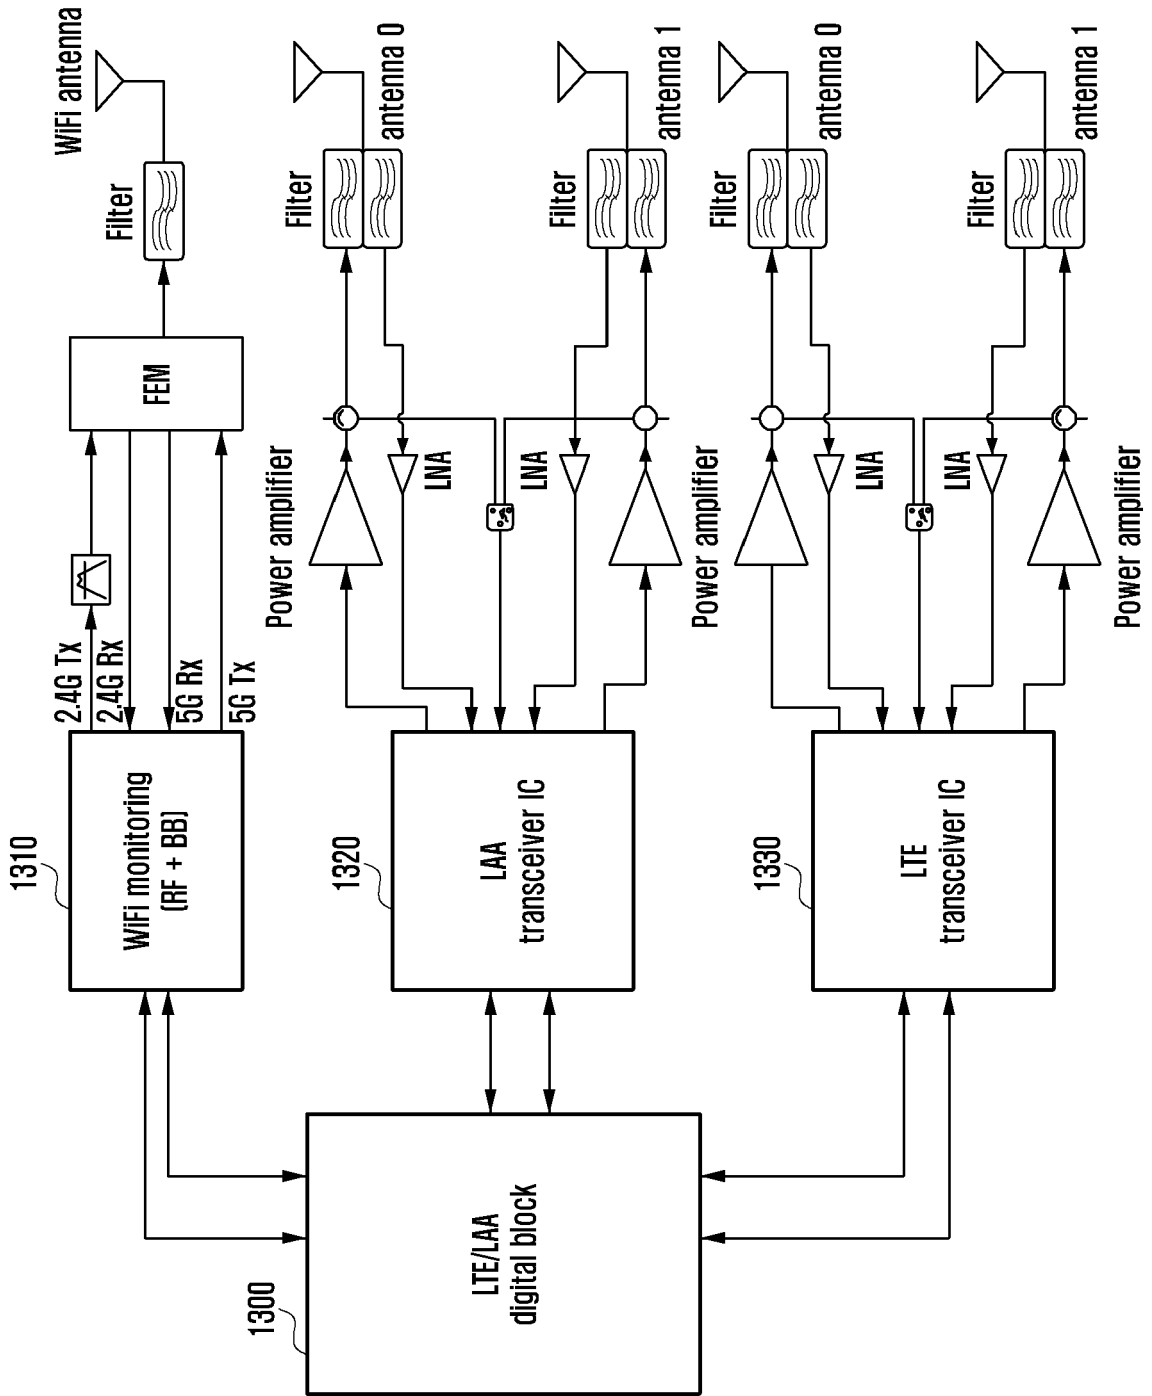 1300
LTE/LAA
digital block
1310
WiFi monitoring
(RF + BB)
2.4G Tx
2.4G Rx
5G Rx
5G Tx
FEM
Filter
WiFi antenna
1320
LAA
transceiver IC
Power amplifier
LNA
Filter
antenna 0
LNA
Power amplifier
Filter
antenna 1
1330
LTE
transceiver IC
LNA
Filter
antenna 0
LNA
Power amplifier
Filter
antenna 1